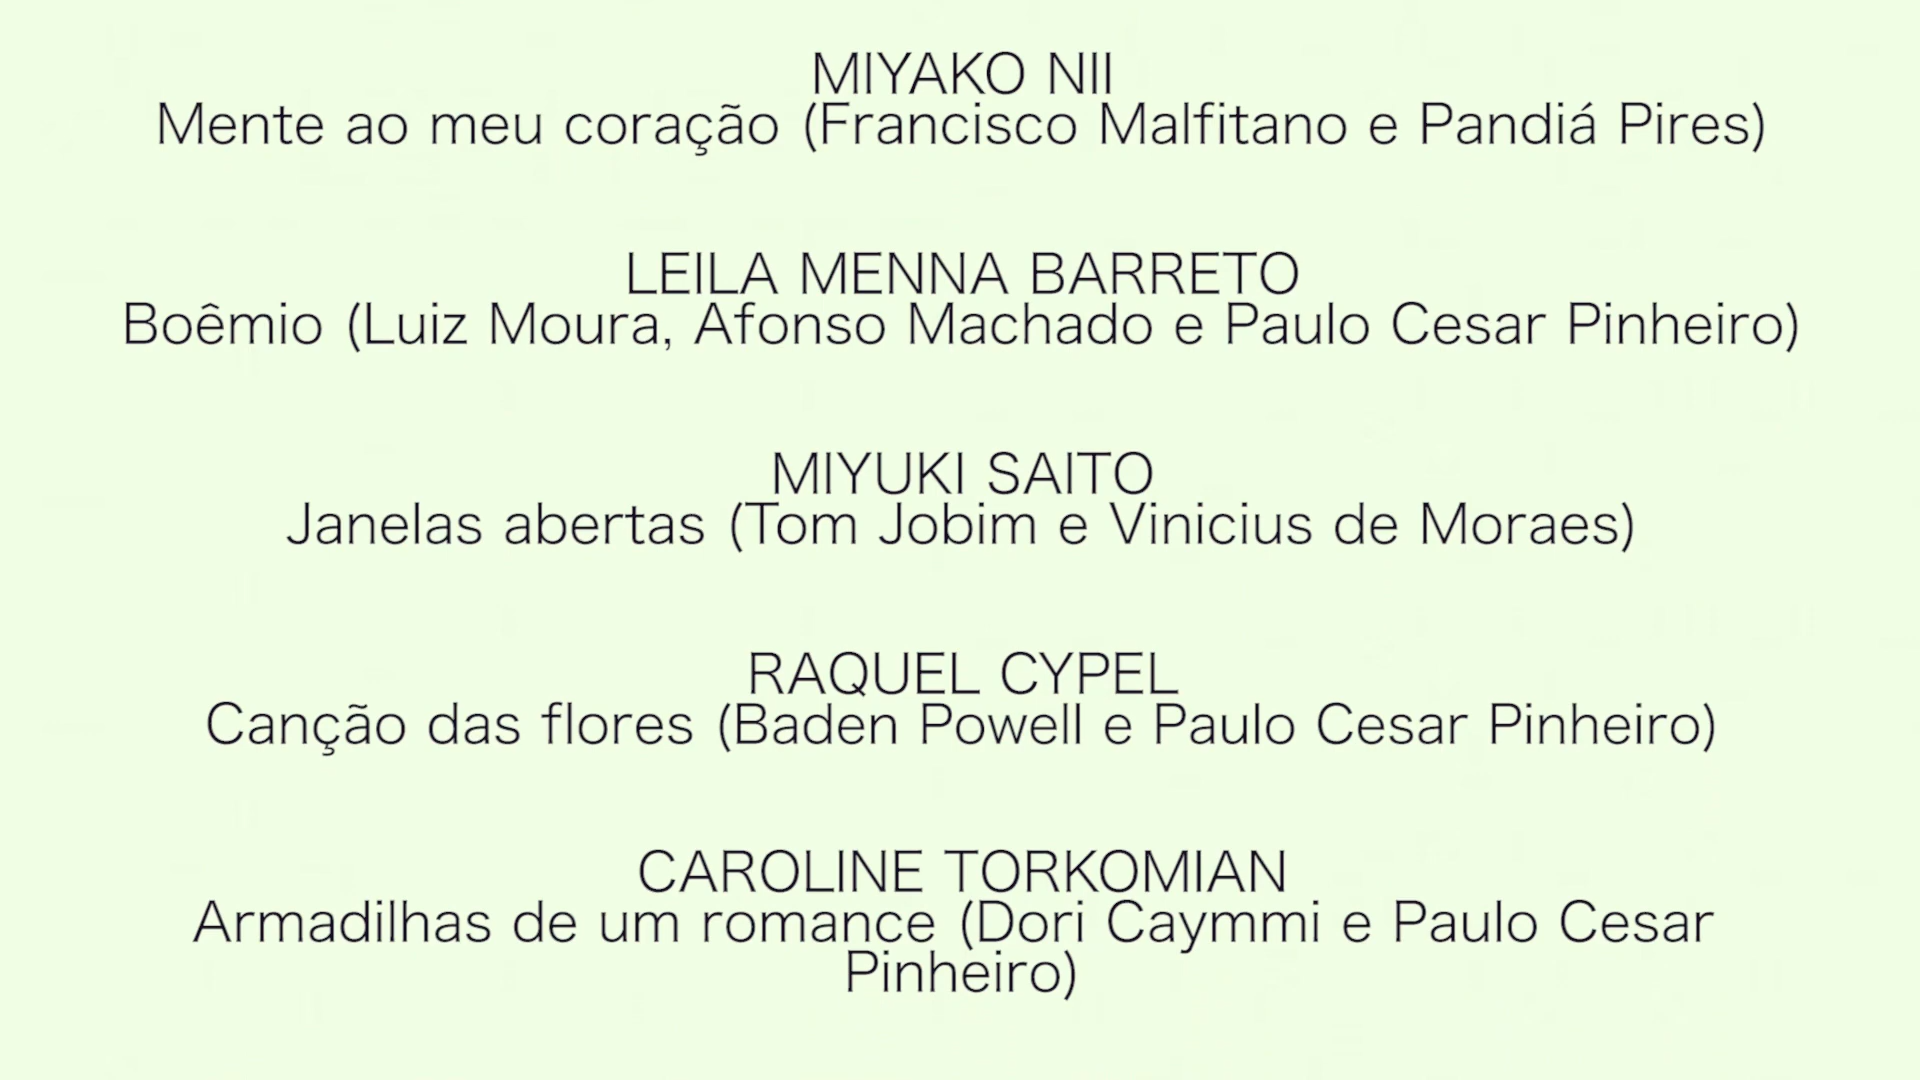 MIYAKO NII
Mente ao meu coração (Francisco Malfitano e Pandiá Pires)
LEILA MENNA BARRETO
Boêmio (Luiz Moura, Afonso Machado e Paulo Cesar Pinheiro)
MIYUKI SAITO
Janelas abertas (Tom Jobim e Vinicius de Moraes)
RAQUEL CYPEL
Canção das flores (Baden Powell e Paulo Cesar Pinheiro)
CAROLINE TORKOMIAN
Armadilhas de um romance (Dori Caymmi e Paulo Cesar
Pinheiro)